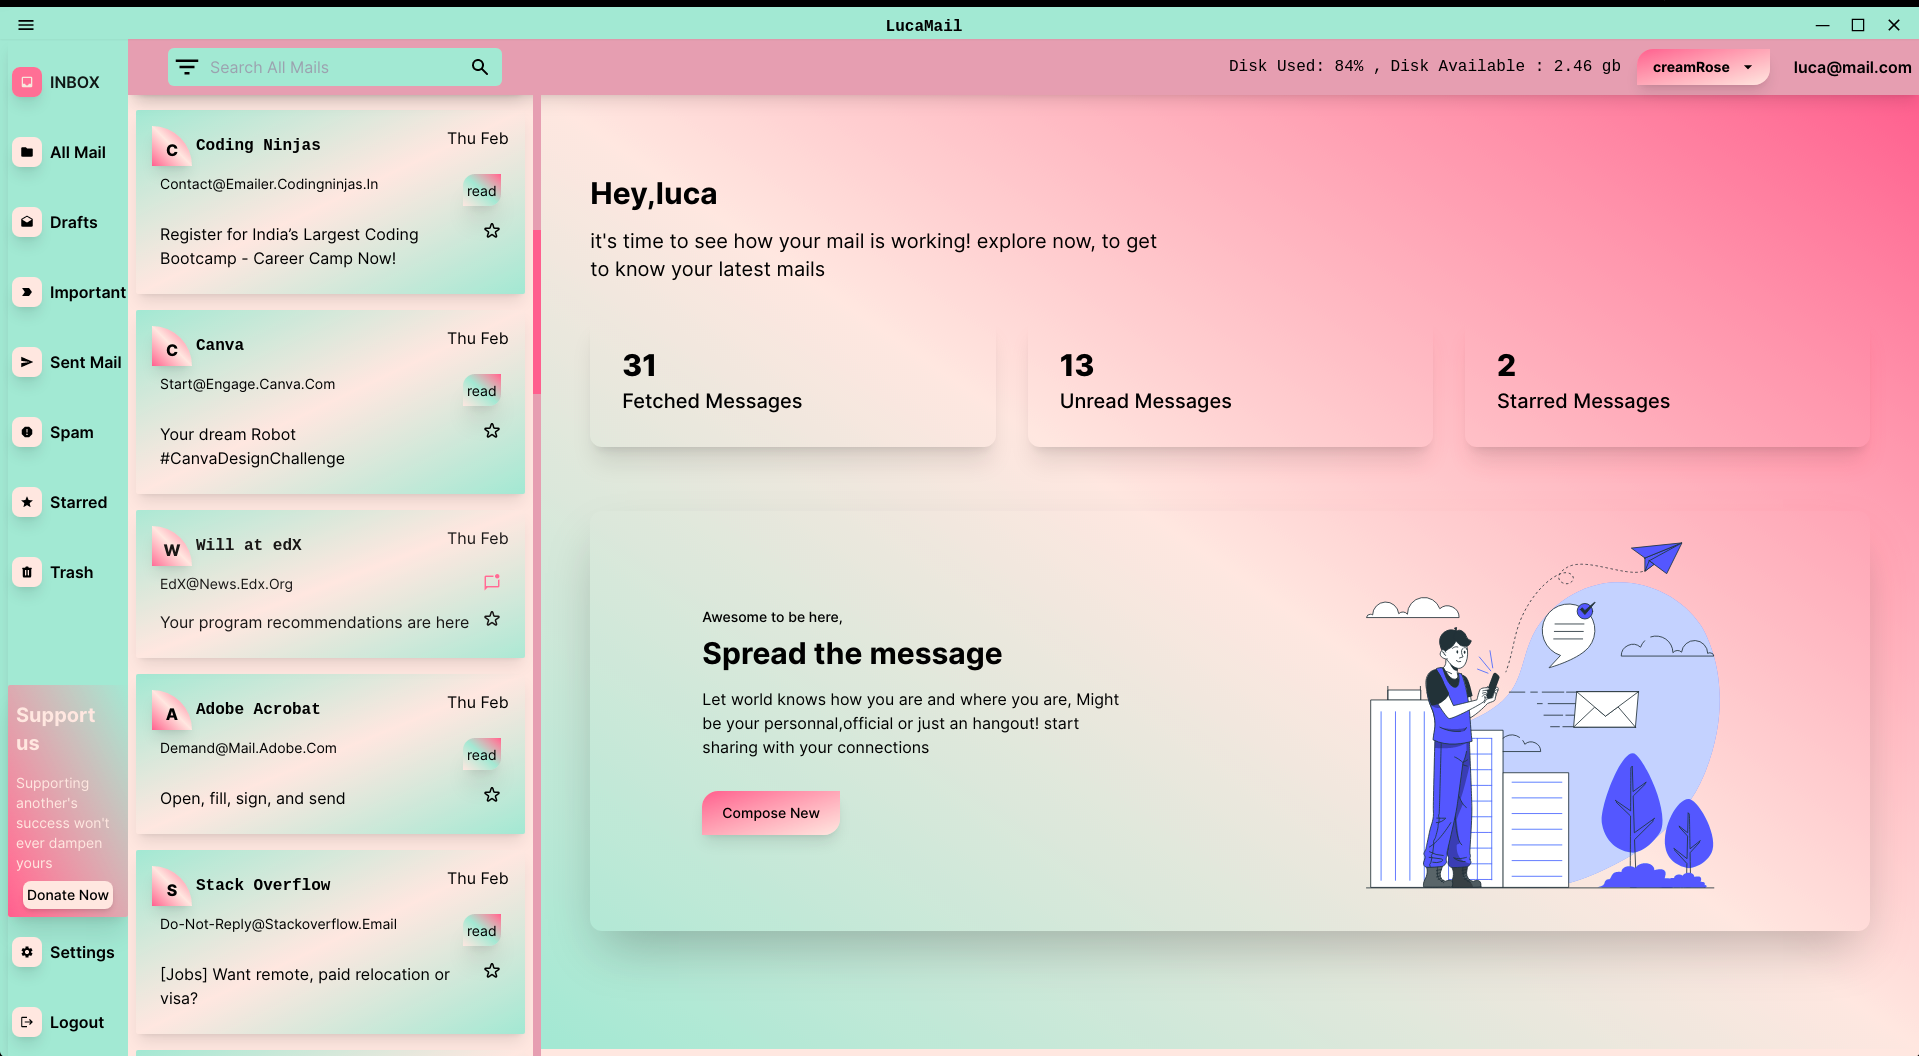 LucaMail
Search All Mails
Disk Used: 84% , Disk Available : 2.46 gb
creamRose
luca@mail.com
INBOX
All Mail
Drafts
Important
Sent Mail
Spam
Starred
Trash
Support
us
Supporting
another's
success won't
ever dampen
yours
Donate Now
Settings
Logout
C Coding Ninjas Thu Feb
Contact@Emailer.Codingninjas.In
read
Register for India's Largest Coding
Bootcamp - Career Camp Now!
C Canva Thu Feb
Start@Engage.Canva.Com
read
Your dream Robot
#CanvaDesignChallenge
W Will at edX Thu Feb
EdX@News.Edx.Org
Your program recommendations are here
A Adobe Acrobat Thu Feb
Demand@Mail.Adobe.Com
read
Open, fill, sign, and send
S Stack Overflow Thu Feb
Do-Not-Reply@Stackoverflow.Email
read
[Jobs] Want remote, paid relocation or
visa?
Hey,luca
it's time to see how your mail is working! explore now, to get
to know your latest mails
31
Fetched Messages
13
Unread Messages
2
Starred Messages
Awesome to be here,
Spread the message
Let world knows how you are and where you are, Might
be your personnal,official or just an hangout! start
sharing with your connections
Compose New